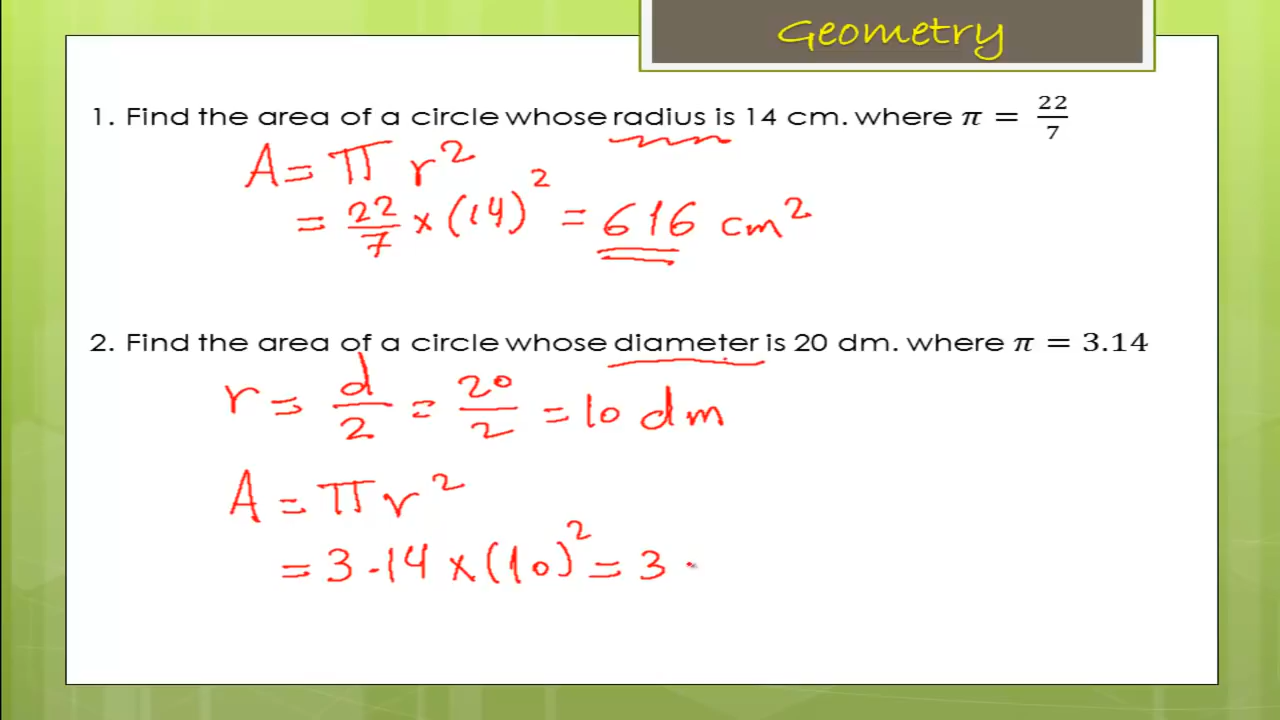 Geometry
1. Find the area of a circle whose radius is 14 cm. where π = 22/7
A = π r²
= 22/7 × (14)² = 616 cm²
2. Find the area of a circle whose diameter is 20 dm. where π = 3.14
r = d/2 = 20/2 = 10 dm
A = π r²
= 3.14 × (10)² = 3